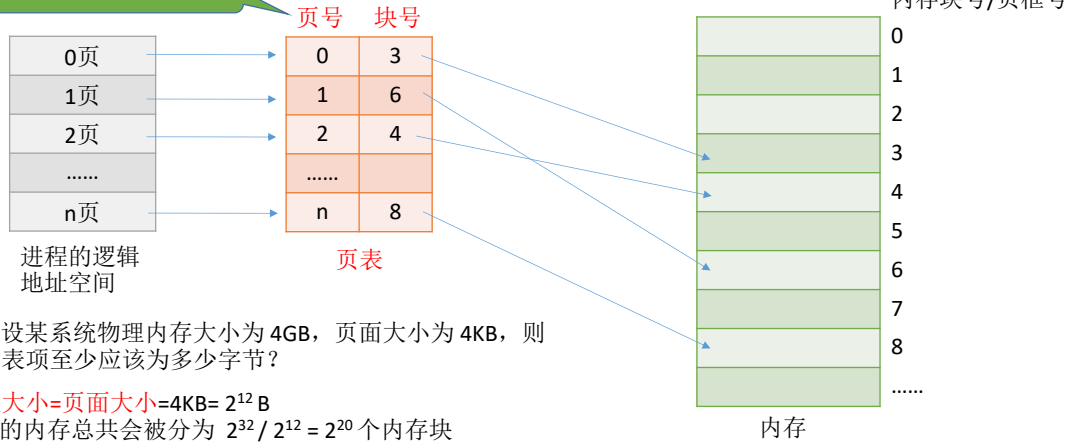 页号 块号
内存块号/页框号
0页 0 3 0
1页 1 6 1
2页 2 4 2
…… …… 3
n页 n 8 4
5
6
7
8
……
进程的逻辑
地址空间
页表
内存
设某系统物理内存大小为 4GB，页面大小为 4KB，则
表项至少应该为多少字节？
大小=页面大小=4KB= 2¹² B
的内存总共会被分为 2³² / 2¹² = 2²⁰ 个内存块